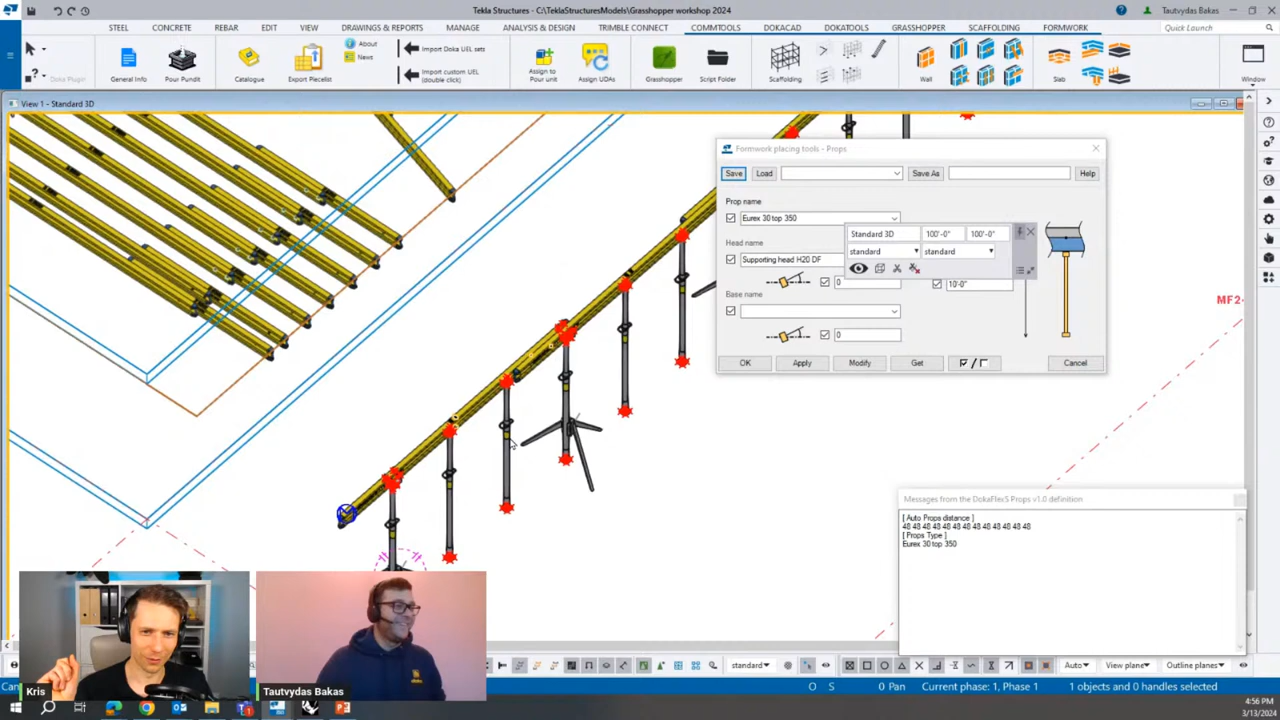 Tekla Structures - C:\TeklaStructuresModels\Grasshopper workshop 2024
Tautvydas Bakas
STEEL CONCRETE REBAR EDIT VIEW DRAWINGS & REPORTS MANAGE ANALYSIS & DESIGN TRIMBLE CONNECT COMMTOOLS DOKACAD DOKATOOLS GRASSHOPPER SCAFFOLDING FORMWORK
Quick Launch
About
News
Import Doka UEL sets
Import custom UEL
(double click)
Doka Plugin
General Info
Pour Pundit
Catalogue
Export Piecelist
Assign to
Pour unit
Assign UDAs
Grasshopper
Script Folder
Scaffolding
Wall
Slab
Window
View 1 - Standard 3D
Formwork placing tools - Props
Save
Load
Save As
Help
Prop name
Eurex 30 top 350
Standard 3D 100'-0" 100'-0"
Head name
standard standard
Supporting head H20 DF
0
10'-0"
Base name
0
OK
Apply
Modify
Get
Cancel
Messages from the DokaFlexS Props v1.0 definition
[ Auto Props distance ]
48 48 48 48 48 48 48 48 48 48 48 48 48
[ Props Type ]
Eurex 30 top 350
Kris
Tautvydas Bakas
standard
Auto
View plane
Outline planes
O S
0 Pan
Current phase: 1, Phase 1
1 objects and 0 handles selected
4:56 PM
3/13/2024